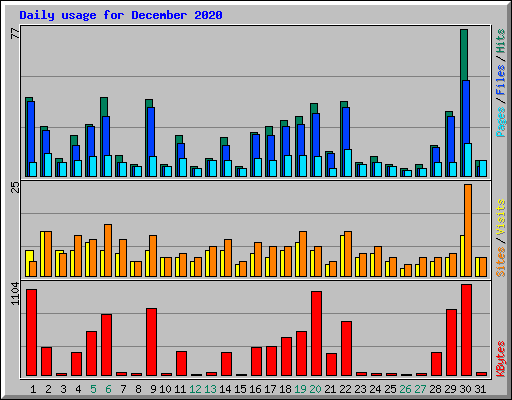 Daily usage for December 2020
77
Pages / Files / Hits
25
Sites / Visits
1104
KBytes
1 2 3 4 5 6 7 8 9 10 11 12 13 14 15 16 17 18 19 20 21 22 23 24 25 26 27 28 29 30 31